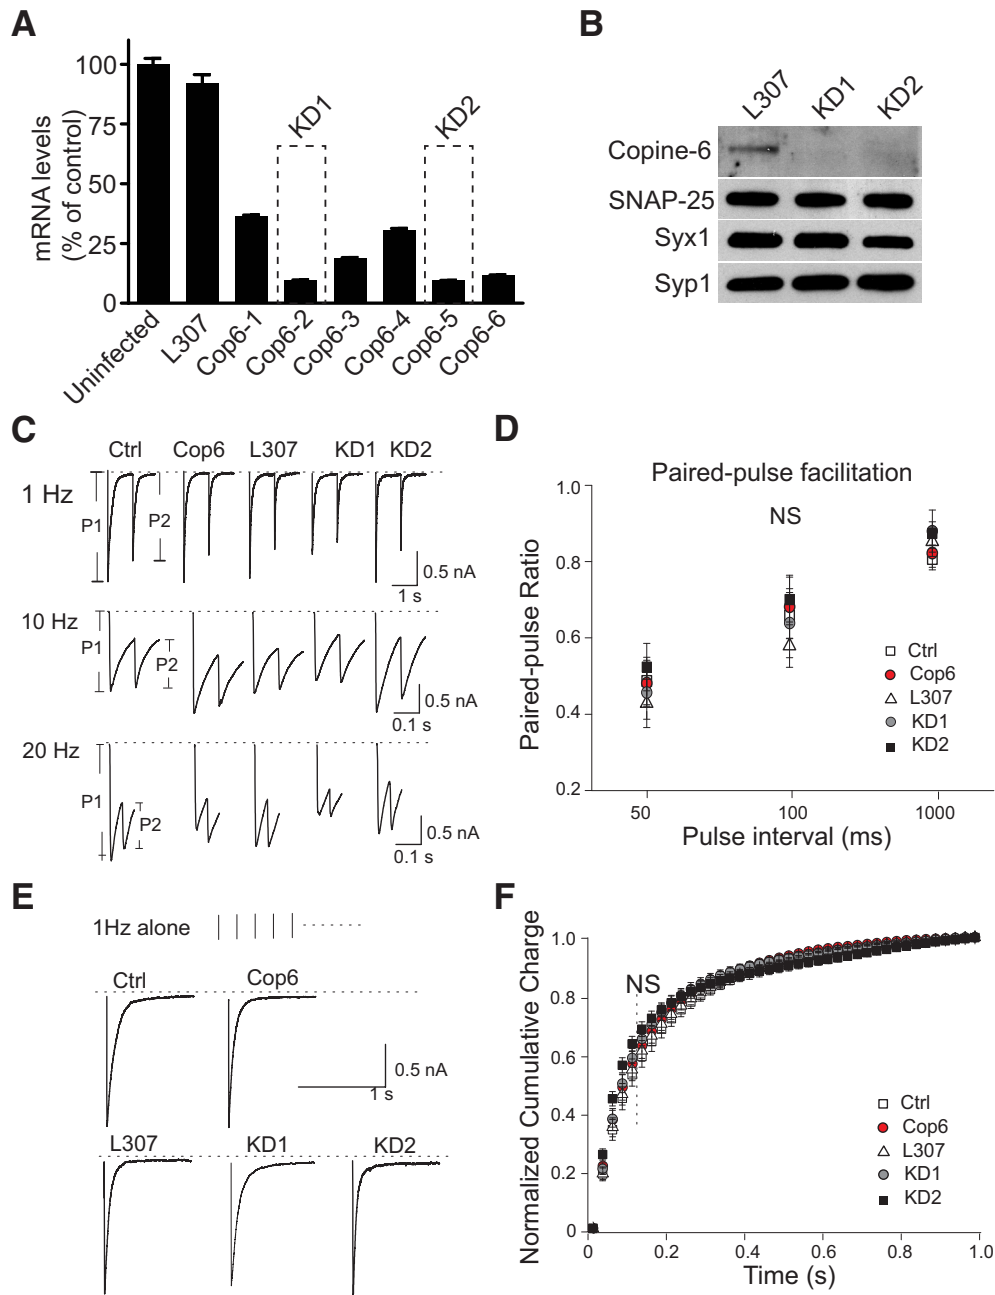 A
mRNA levels
(% of control)
100
75
50
25
0
KD1
KD2
Uninfected
L307
Cop6-1
Cop6-2
Cop6-3
Cop6-4
Cop6-5
Cop6-6
B
L307
KD1
KD2
Copine-6
SNAP-25
Syx1
Syp1
C
Ctrl Cop6 L307 KD1 KD2
1 Hz
P1
P2
0.5 nA
1 s
10 Hz
P1
P2
0.5 nA
0.1 s
20 Hz
P1
P2
0.5 nA
0.1 s
D
Paired-pulse facilitation
NS
Paired-pulse Ratio
1.0
0.8
0.6
0.4
0.2
Ctrl
Cop6
L307
KD1
KD2
50 100 1000
Pulse interval (ms)
E
1Hz alone
Ctrl
Cop6
0.5 nA
1 s
L307
KD1
KD2
F
Normalized Cumulative Charge
1.0
0.8
0.6
0.4
0.2
0
NS
Ctrl
Cop6
L307
KD1
KD2
0 0.2 0.4 0.6 0.8 1.0
Time (s)